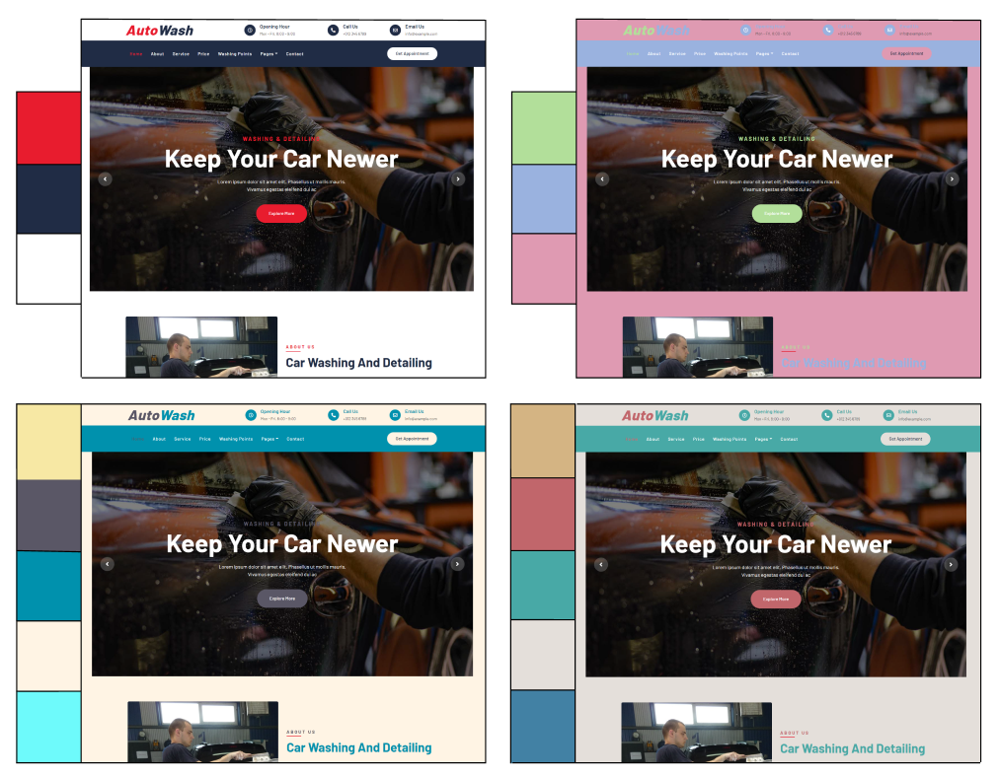 AutoWash
Opening Hour
Mon - Fri, 8:00 - 9:00
Call Us
+012 345 6789
Email Us
info@example.com
Home About Service Price Washing Points Pages Contact
Get Appointment
WASHING & DETAILING
Keep Your Car Newer
Lorem ipsum dolor sit amet elit. Phasellus ut mollis mauris.
Vivamus egestas eleifend dui ac
Explore More
ABOUT US
Car Washing And Detailing
AutoWash
Mon - Fri, 8:00 - 9:00
+012 345 6789
info@example.com
Home About Service Price Washing Points Pages Contact
Get Appointment
WASHING & DETAILING
Keep Your Car Newer
Lorem ipsum dolor sit amet elit. Phasellus ut mollis mauris.
Vivamus egestas eleifend dui ac
Explore More
ABOUT US
Car Washing And Detailing
AutoWash
Opening Hour
Mon - Fri, 8:00 - 9:00
Call Us
+012 345 6789
Email Us
info@example.com
Home About Service Price Washing Points Pages Contact
Get Appointment
WASHING & DETAILING
Keep Your Car Newer
Lorem ipsum dolor sit amet elit. Phasellus ut mollis mauris.
Vivamus egestas eleifend dui ac
Explore More
ABOUT US
Car Washing And Detailing
AutoWash
Opening Hour
Mon - Fri, 8:00 - 9:00
Call Us
+012 345 6789
Email Us
info@example.com
Home About Service Price Washing Points Pages Contact
Get Appointment
WASHING & DETAILING
Keep Your Car Newer
Lorem ipsum dolor sit amet elit. Phasellus ut mollis mauris.
Vivamus egestas eleifend dui ac
Explore More
ABOUT US
Car Washing And Detailing